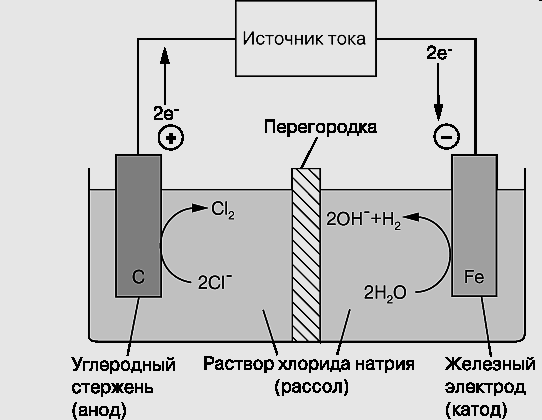 Источник тока
2e⁻
2e⁻
+
−
Перегородка
Cl₂
2OH⁻+H₂
C
2Cl⁻
2H₂O
Fe
Углеродный
стержень
(анод)
Раствор хлорида натрия
(рассол)
Железный
электрод
(катод)